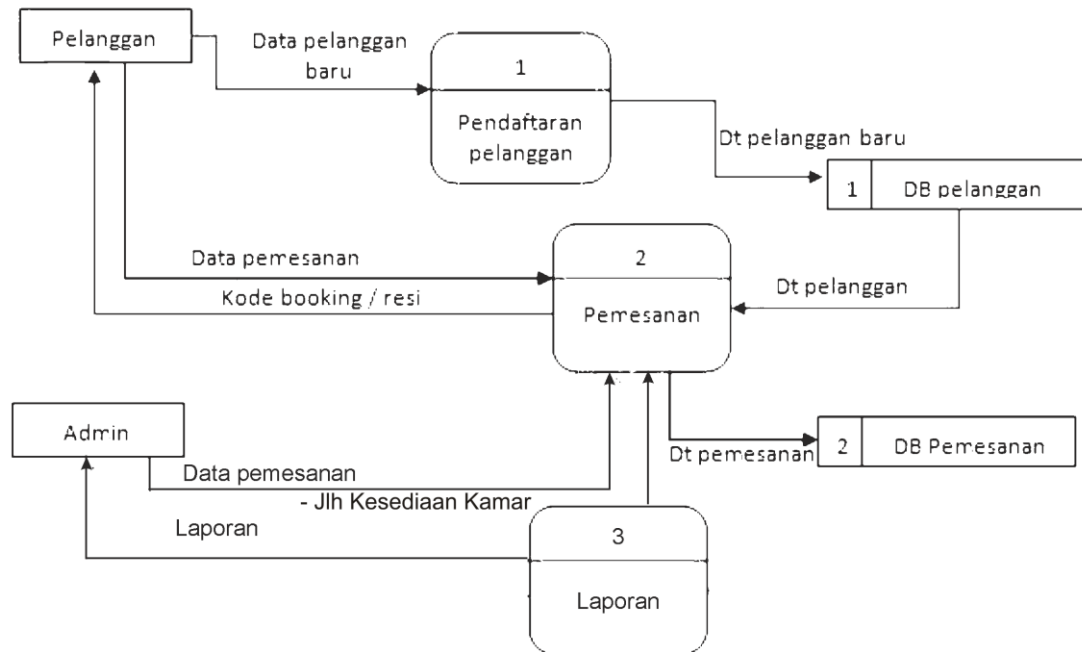 Pelanggan
Data pelanggan
baru
1
Pendaftaran
pelanggan
Dt pelanggan baru
1
DB pelanggan
Data pemesanan
2
Dt pelanggan
Kode booking / resi
Pemesanan
Admin
Dt pemesanan
2
DB Pemesanan
Data pemesanan
- Jlh Kesediaan Kamar
Laporan
3
Laporan